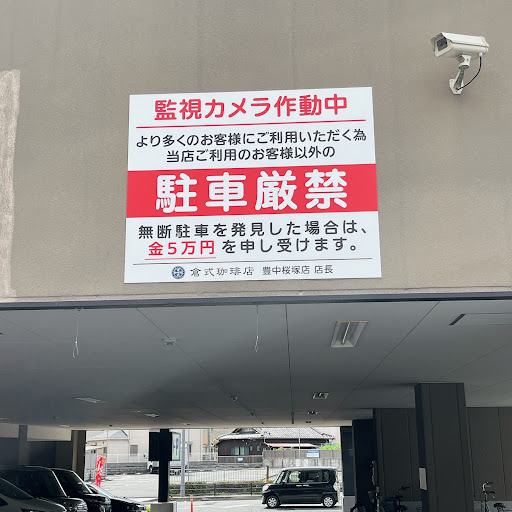 監視カメラ作動中
より多くのお客様にご利用いただく為
当店ご利用のお客様以外の
駐車厳禁
無断駐車を発見した場合は、
金5万円を申し受けます。
倉式珈琲店 豊中桜塚店 店長